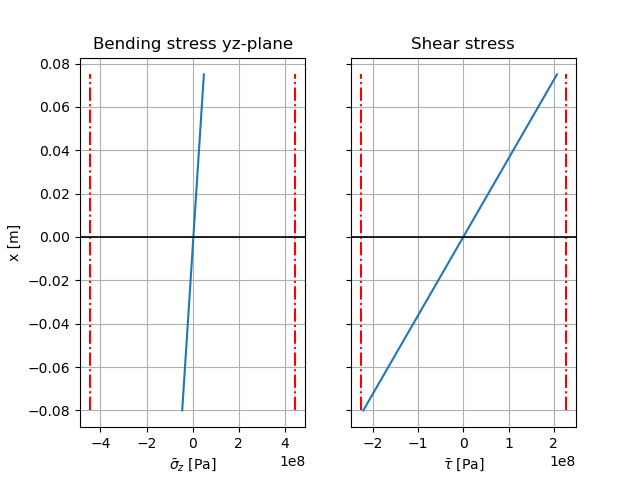 Bending stress yz-plane
Shear stress
0.08
0.06
0.04
0.02
0.00
−0.02
−0.04
−0.06
−0.08
x [m]
−4 −2 0 2 4
1e8
σ̄z [Pa]
−2 −1 0 1 2
1e8
τ̄ [Pa]